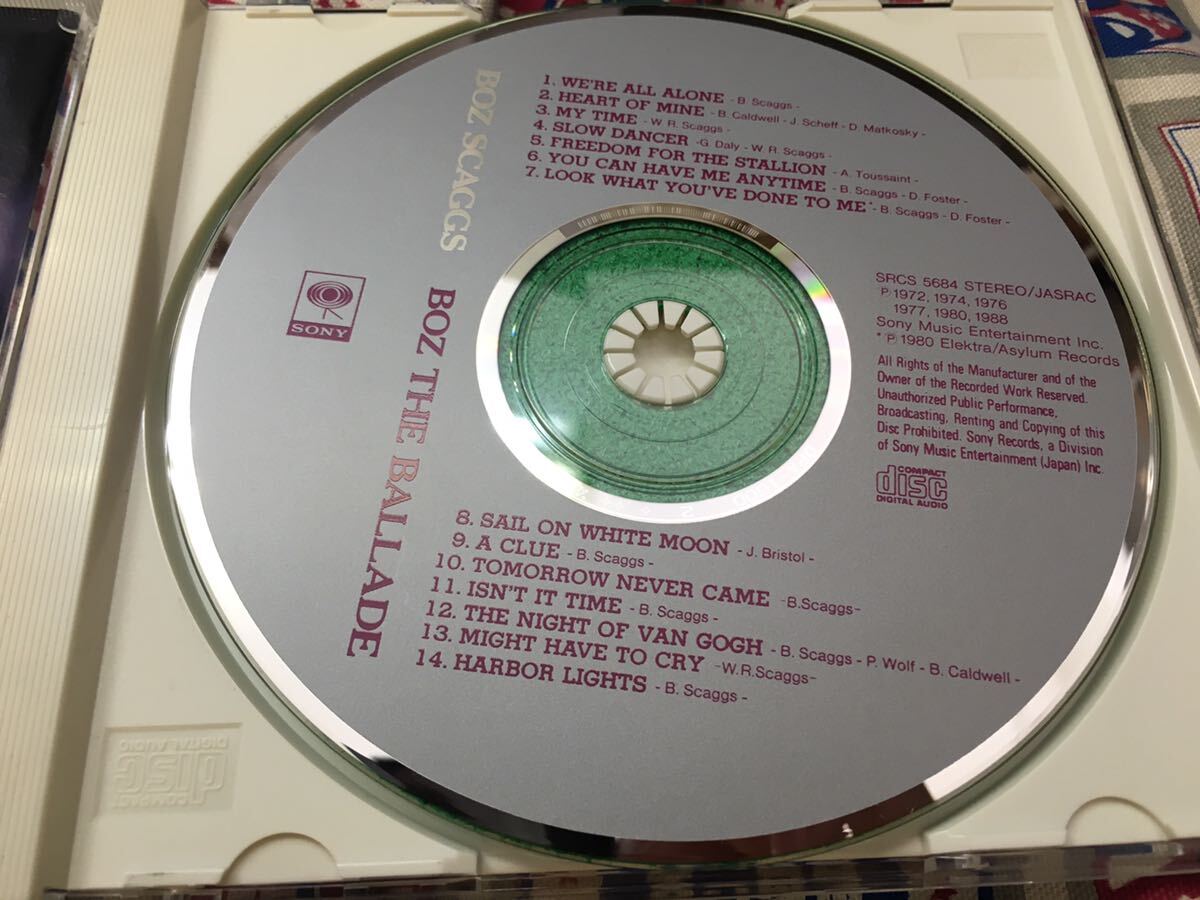 BOZ SCAGGS BOZ THE BALLADE
1. WE'RE ALL ALONE - B. Scaggs -
2. HEART OF MINE - B. Caldwell - J. Scheff - D. Matkosky -
3. MY TIME - W. R. Scaggs -
4. SLOW DANCER -G. Daly - W. R. Scaggs -
5. FREEDOM FOR THE STALLION - A. Toussaint -
6. YOU CAN HAVE ME ANYTIME - B. Scaggs - D. Foster -
7. LOOK WHAT YOU'VE DONE TO ME* - B. Scaggs - D. Foster -
SONY
SRCS 5684 STEREO/JASRAC
℗1972, 1974, 1976
1977, 1980, 1988
Sony Music Entertainment Inc.
*℗1980 Elektra/Asylum Records
All Rights of the Manufacturer and of the
Owner of the Recorded Work Reserved.
Unauthorized Public Performance,
Broadcasting, Renting and Copying of this
Disc Prohibited. Sony Records, a Division
of Sony Music Entertainment (Japan) Inc.
COMPACT
disc
DIGITAL AUDIO
8. SAIL ON WHITE MOON - J. Bristol -
9. A CLUE - B. Scaggs -
10. TOMORROW NEVER CAME -B.Scaggs-
11. ISN'T IT TIME - B. Scaggs -
12. THE NIGHT OF VAN GOGH - B. Scaggs - P. Wolf - B. Caldwell -
13. MIGHT HAVE TO CRY -W.R.Scaggs-
14. HARBOR LIGHTS - B. Scaggs -
COMPACT
disc
DIGITAL AUDIO